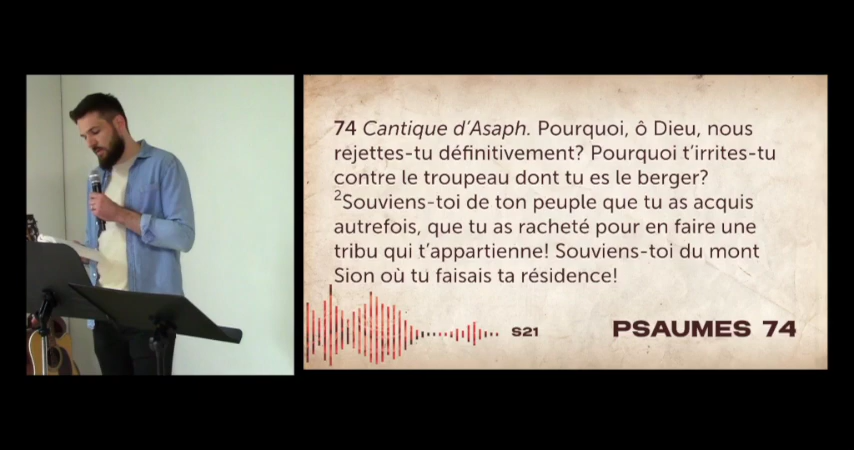 74 Cantique d'Asaph. Pourquoi, ô Dieu, nous
rejettes-tu définitivement? Pourquoi t'irrites-tu
contre le troupeau dont tu es le berger?
²Souviens-toi de ton peuple que tu as acquis
autrefois, que tu as racheté pour en faire une
tribu qui t'appartienne! Souviens-toi du mont
Sion où tu faisais ta résidence!
S21
PSAUMES 74